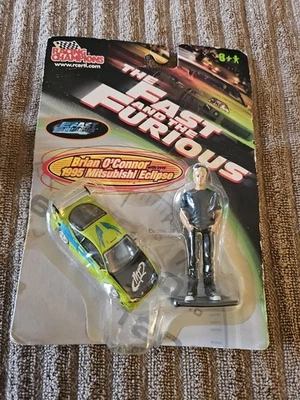 RACING
CHAMPIONS
www.rcertl.com
8+
THE
FAST
AND THE
FURIOUS
Brian O'Connor
1995 Mitsubishi Eclipse